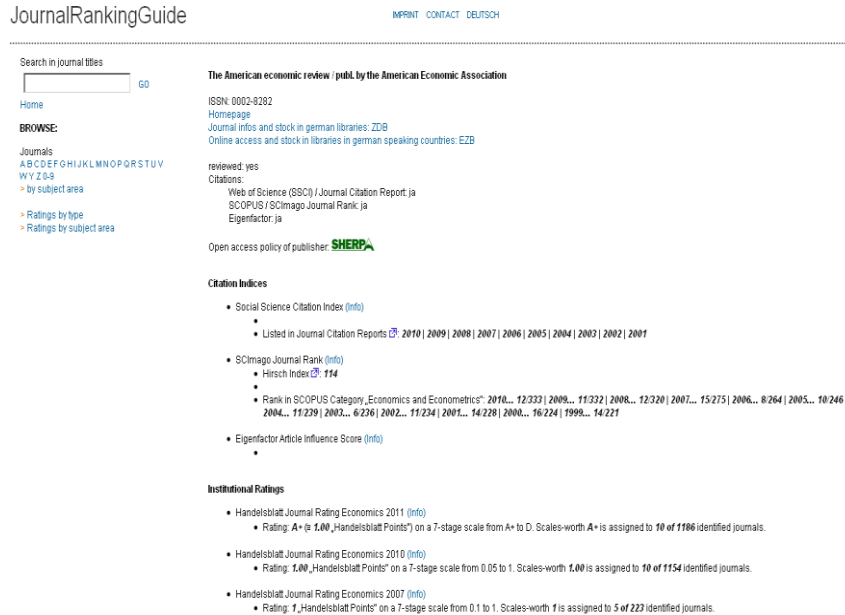 JournalRankingGuide
IMPRINT CONTACT DEUTSCH
Search in journal titles
GO
Home
BROWSE:
Journals
A B C D E F G H I J K L M N O P Q R S T U V
W Y Z 0-9
> by subject area
> Ratings by type
> Ratings by subject area
The American economic review / publ. by the American Economic Association
ISSN: 0002-8282
Homepage
Journal infos and stock in german libraries: ZDB
Online access and stock in libraries in german speaking countries: EZB
reviewed: yes
Citations:
Web of Science (SSCI) / Journal Citation Report: ja
SCOPUS / SCImago Journal Rank: ja
Eigenfactor: ja
Open access policy of publisher: SHERPA
Citation Indices
• Social Science Citation Index (Info)
•
• Listed in Journal Citation Reports: 2010 | 2009 | 2008 | 2007 | 2006 | 2005 | 2004 | 2003 | 2002 | 2001
• SCImago Journal Rank (Info)
• Hirsch Index: 114
•
• Rank in SCOPUS Category „Economics and Econometrics": 2010... 12/333 | 2009... 11/332 | 2008... 12/320 | 2007... 15/275 | 2006... 8/264 | 2005... 10/246
2004... 11/239 | 2003... 6/236 | 2002... 11/234 | 2001... 14/228 | 2000... 16/224 | 1999... 14/221
• Eigenfactor Article Influence Score (Info)
•
Institutional Ratings
• Handelsblatt Journal Rating Economics 2011 (Info)
• Rating: A+ (≅ 1.00 „Handelsblatt Points") on a 7-stage scale from A+ to D. Scales-worth A+ is assigned to 10 of 1186 identified journals.
• Handelsblatt Journal Rating Economics 2010 (Info)
• Rating: 1.00 „Handelsblatt Points" on a 7-stage scale from 0.05 to 1. Scales-worth 1.00 is assigned to 10 of 1154 identified journals.
• Handelsblatt Journal Rating Economics 2007 (Info)
• Rating: 1 „Handelsblatt Points" on a 7-stage scale from 0.1 to 1. Scales-worth 1 is assigned to 5 of 223 identified journals.